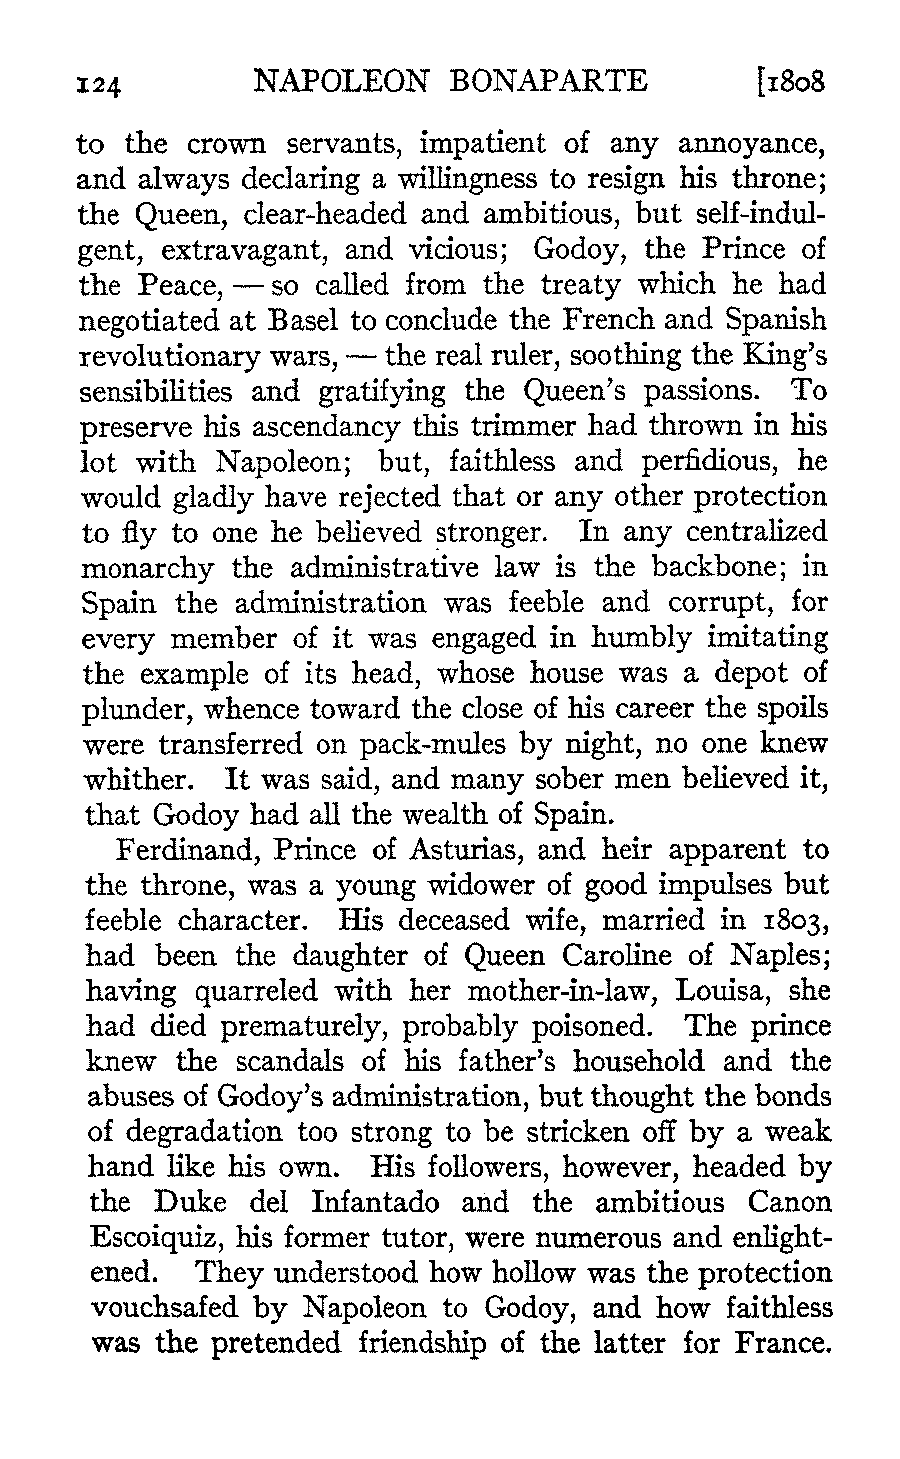 124 NAPOLEON BONAPARTE [1808
to the crown servants, impatient of any annoyance,
and always declaring a willingness to resign his throne;
the Queen, clear-headed and ambitious, but self-indul-
gent, extravagant, and vicious; Godoy, the Prince of
the Peace, — so called from the treaty which he had
negotiated at Basel to conclude the French and Spanish
revolutionary wars, — the real ruler, soothing the King's
sensibilities and gratifying the Queen's passions. To
preserve his ascendancy this trimmer had thrown in his
lot with Napoleon; but, faithless and perfidious, he
would gladly have rejected that or any other protection
to fly to one he believed stronger. In any centralized
monarchy the administrative law is the backbone; in
Spain the administration was feeble and corrupt, for
every member of it was engaged in humbly imitating
the example of its head, whose house was a depot of
plunder, whence toward the close of his career the spoils
were transferred on pack-mules by night, no one knew
whither. It was said, and many sober men believed it,
that Godoy had all the wealth of Spain.
Ferdinand, Prince of Asturias, and heir apparent to
the throne, was a young widower of good impulses but
feeble character. His deceased wife, married in 1803,
had been the daughter of Queen Caroline of Naples;
having quarreled with her mother-in-law, Louisa, she
had died prematurely, probably poisoned. The prince
knew the scandals of his father's household and the
abuses of Godoy's administration, but thought the bonds
of degradation too strong to be stricken off by a weak
hand like his own. His followers, however, headed by
the Duke del Infantado and the ambitious Canon
Escoiquiz, his former tutor, were numerous and enlight-
ened. They understood how hollow was the protection
vouchsafed by Napoleon to Godoy, and how faithless
was the pretended friendship of the latter for France.